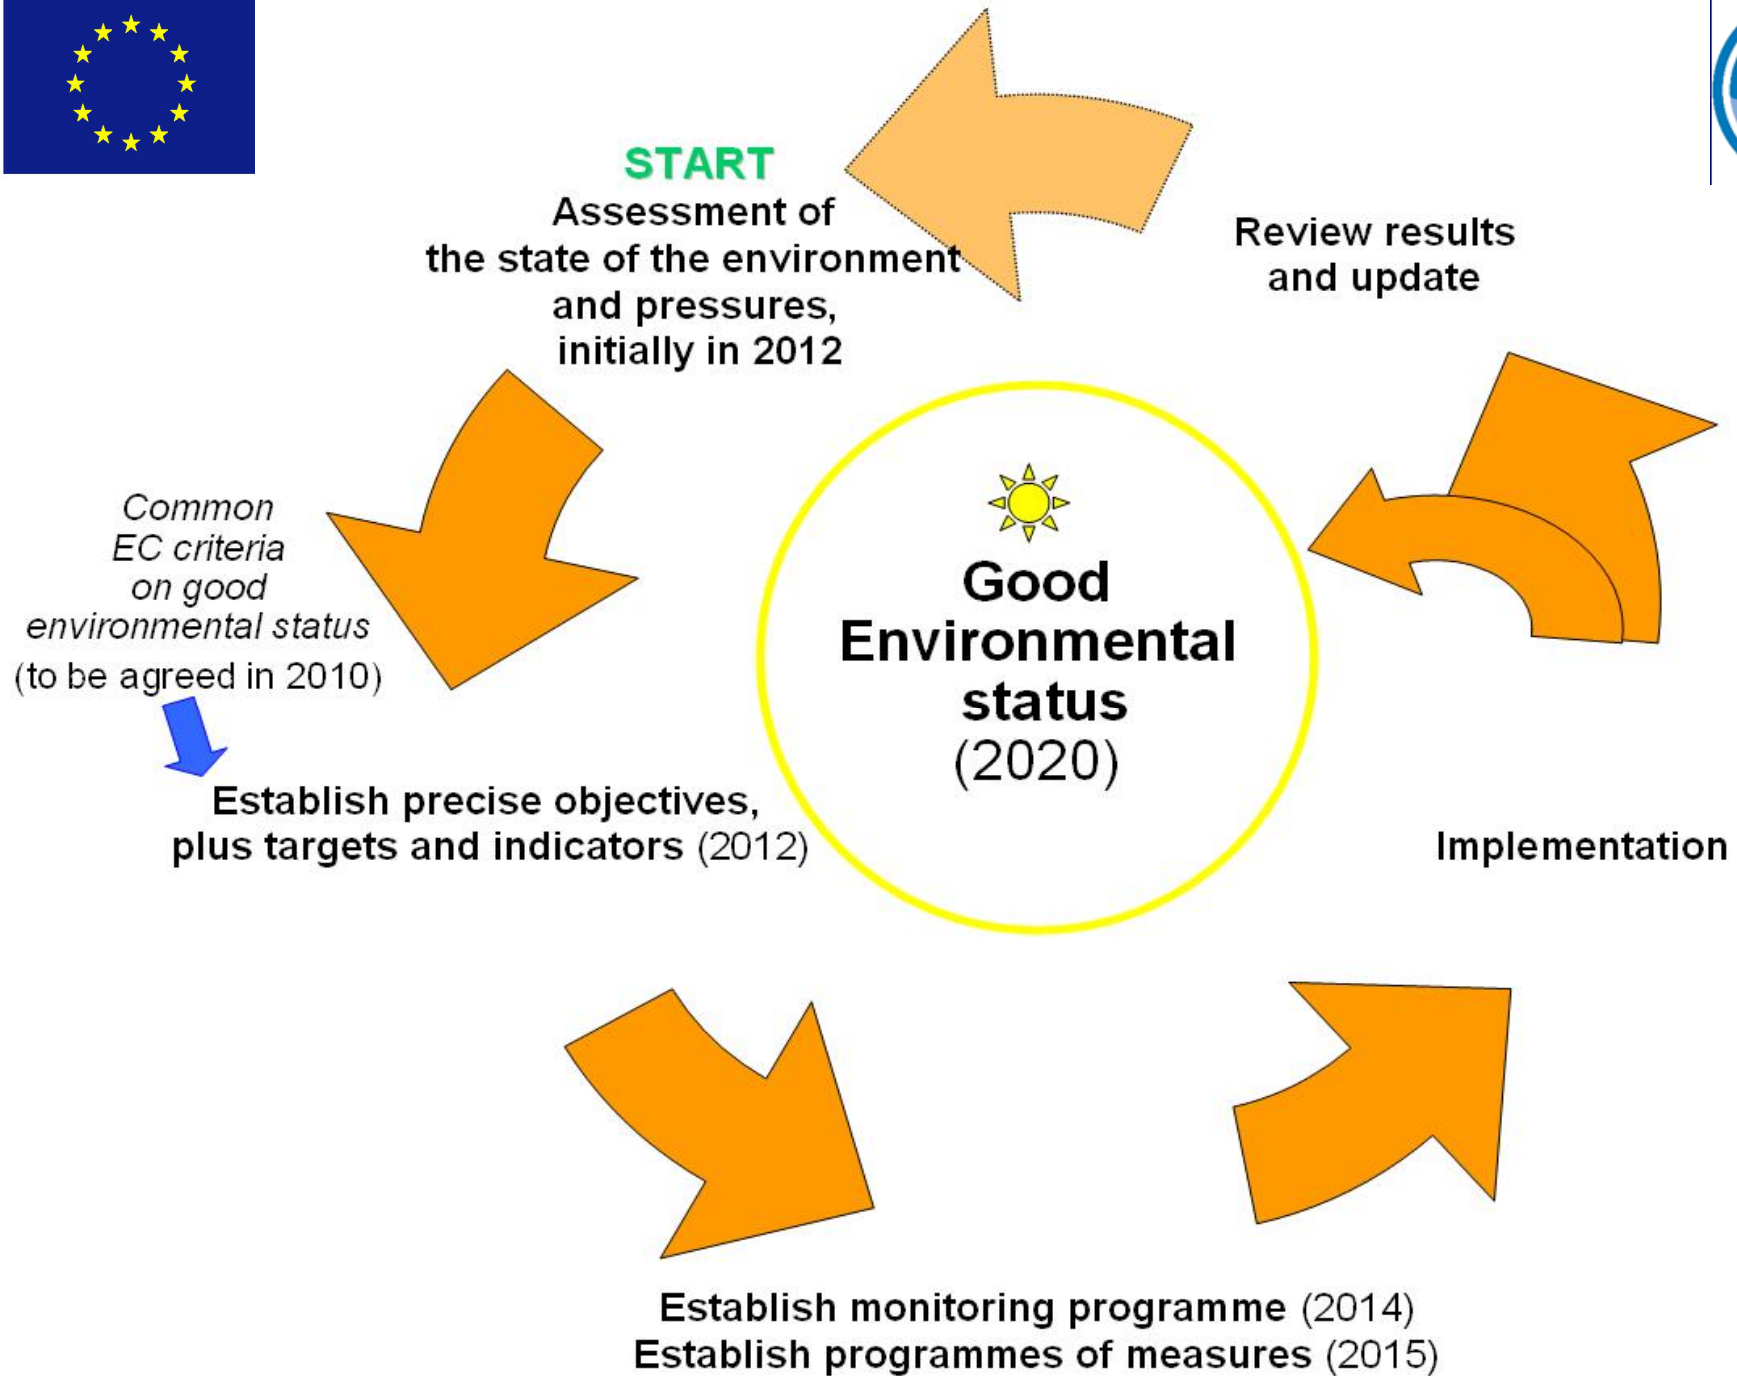 START
Assessment of
the state of the environment
and pressures,
initially in 2012
Review results
and update
Common
EC criteria
on good
environmental status
(to be agreed in 2010)
Good
Environmental
status
(2020)
Establish precise objectives,
plus targets and indicators (2012)
Implementation
Establish monitoring programme (2014)
Establish programmes of measures (2015)